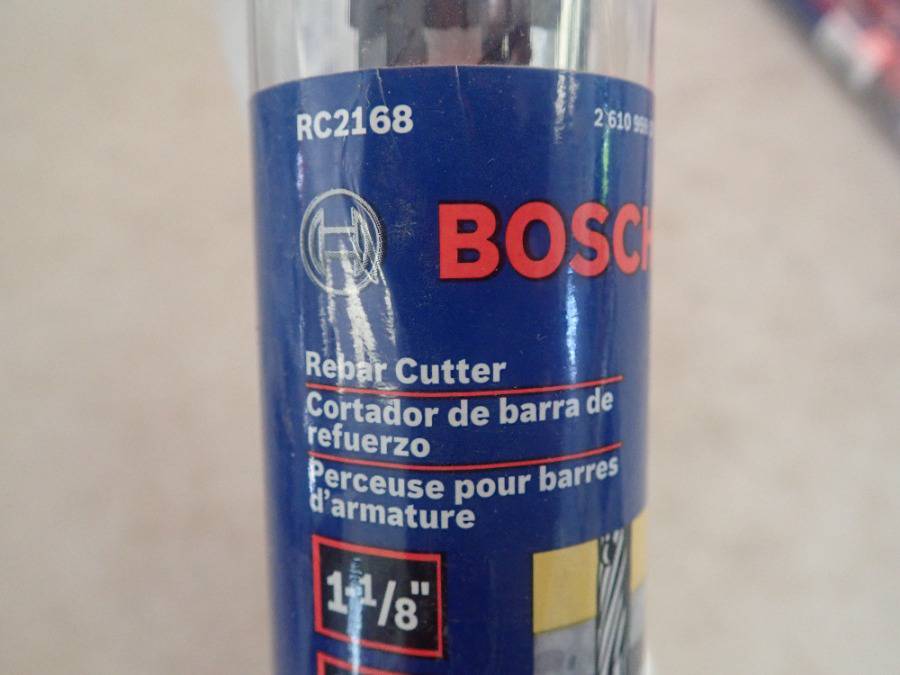 RC2168
2 610
BOSCH
Rebar Cutter
Cortador de barra de
refuerzo
Perceuse pour barres
d'armature
1-1/8"